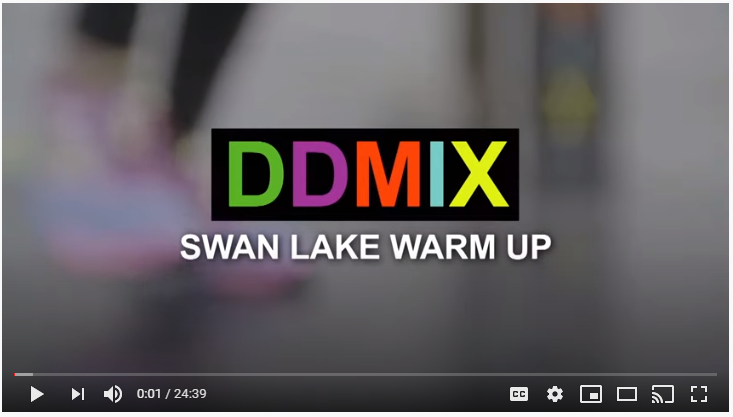 DDMIX
SWAN LAKE WARM UP
0:01 / 24:39
CC